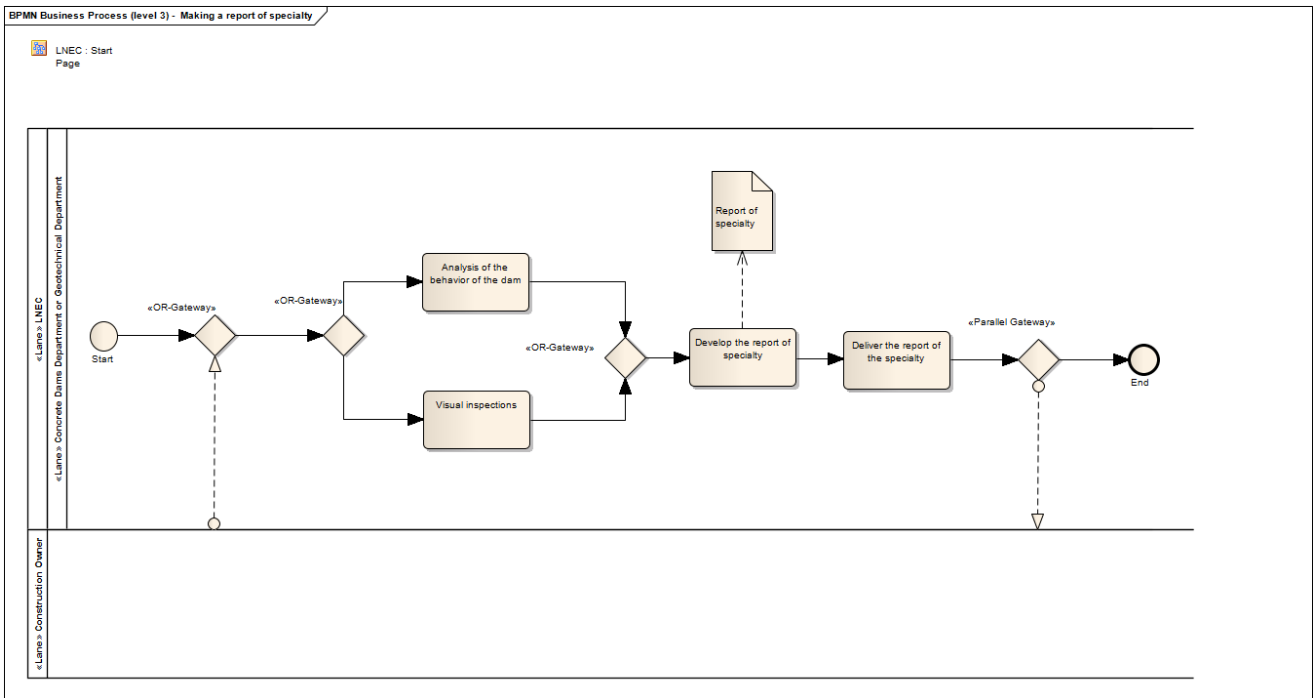 BPMN Business Process (level 3) - Making a report of specialty
LNEC : Start
Page
«Lane» LNEC
«Lane» Concrete Dams Department or Geotechnical Department
Report of
specialty
Analysis of the
behavior of the dam
«OR-Gateway»
«OR-Gateway»
«Parallel Gateway»
Start
«OR-Gateway»
Develop the report of
specialty
Deliver the report of
the specialty
End
Visual inspections
«Lane» Construction Owner